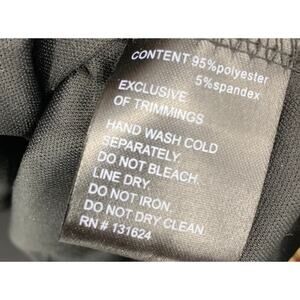 CONTENT 95%polyester
5%spandex
EXCLUSIVE
OF TRIMMINGS
HAND WASH COLD
SEPARATELY.
DO NOT BLEACH.
LINE DRY.
DO NOT IRON.
DO NOT DRY CLEAN.
RN # 131624